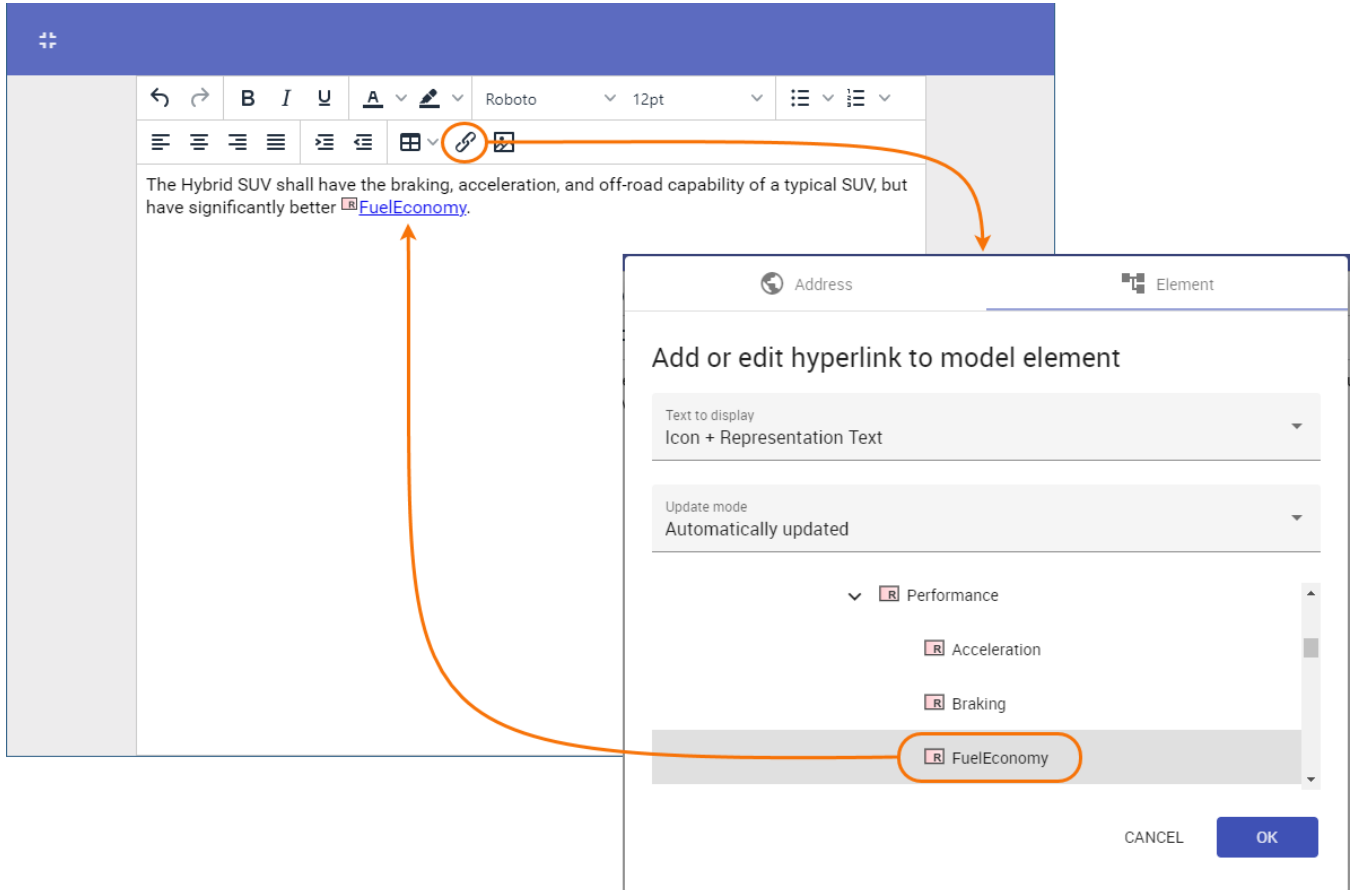 B I U A Roboto 12pt
The Hybrid SUV shall have the braking, acceleration, and off-road capability of a typical SUV, but
have significantly better R FuelEconomy.
Address Element
Add or edit hyperlink to model element
Text to display
Icon + Representation Text
Update mode
Automatically updated
R Performance
R Acceleration
R Braking
R FuelEconomy
CANCEL OK